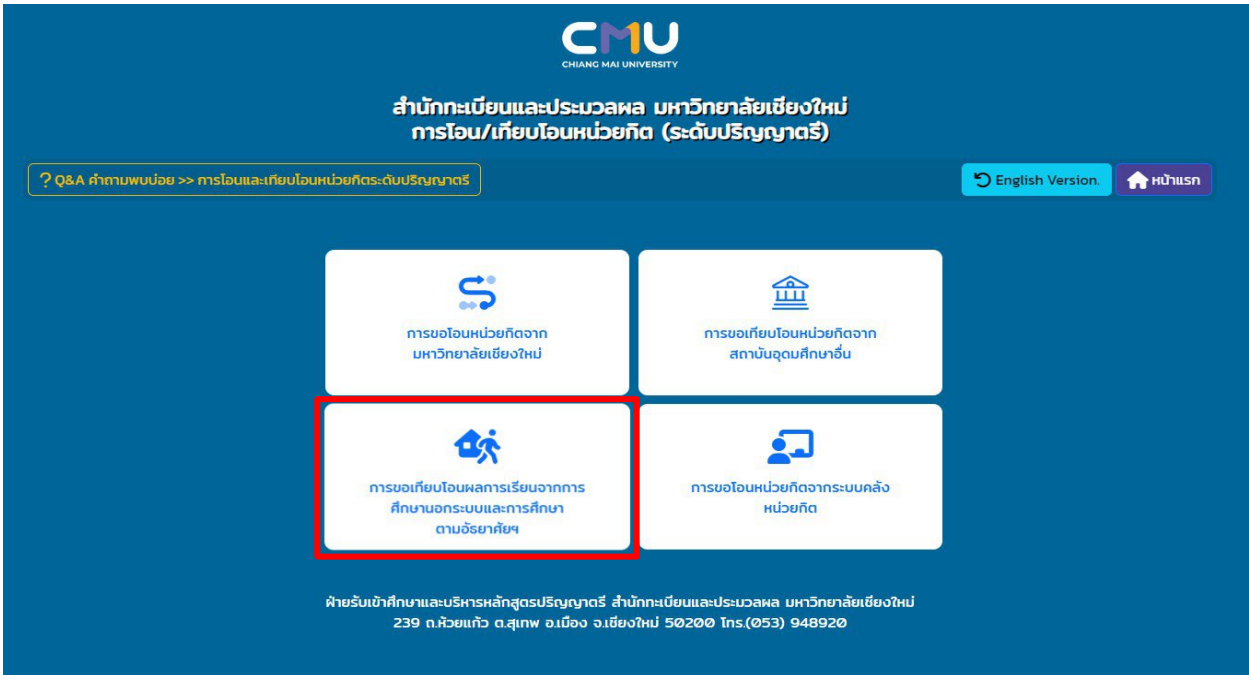 CMU
CHIANG MAI UNIVERSITY
สำนักทะเบียนและประมวลผล มหาวิทยาลัยเชียงใหม่
การโอน/เทียบโอนหน่วยกิต (ระดับปริญญาตรี)
? Q&A คำถามพบบ่อย >> การโอนและเทียบโอนหน่วยกิตระดับปริญญาตรี
English Version.
หน้าแรก
การขอโอนหน่วยกิตจาก
มหาวิทยาลัยเชียงใหม่
การขอเทียบโอนหน่วยกิตจาก
สถาบันอุดมศึกษาอื่น
การขอเทียบโอนผลการเรียนจากการ
ศึกษานอกระบบและการศึกษา
ตามอัธยาศัยฯ
การขอโอนหน่วยกิตจากระบบคลัง
หน่วยกิต
ฝ่ายรับเข้าศึกษาและบริหารหลักสูตรปริญญาตรี สำนักทะเบียนและประมวลผล มหาวิทยาลัยเชียงใหม่
239 ถ.ห้วยแก้ว ต.สุเทพ อ.เมือง จ.เชียงใหม่ 50200 โทร.(053) 948920